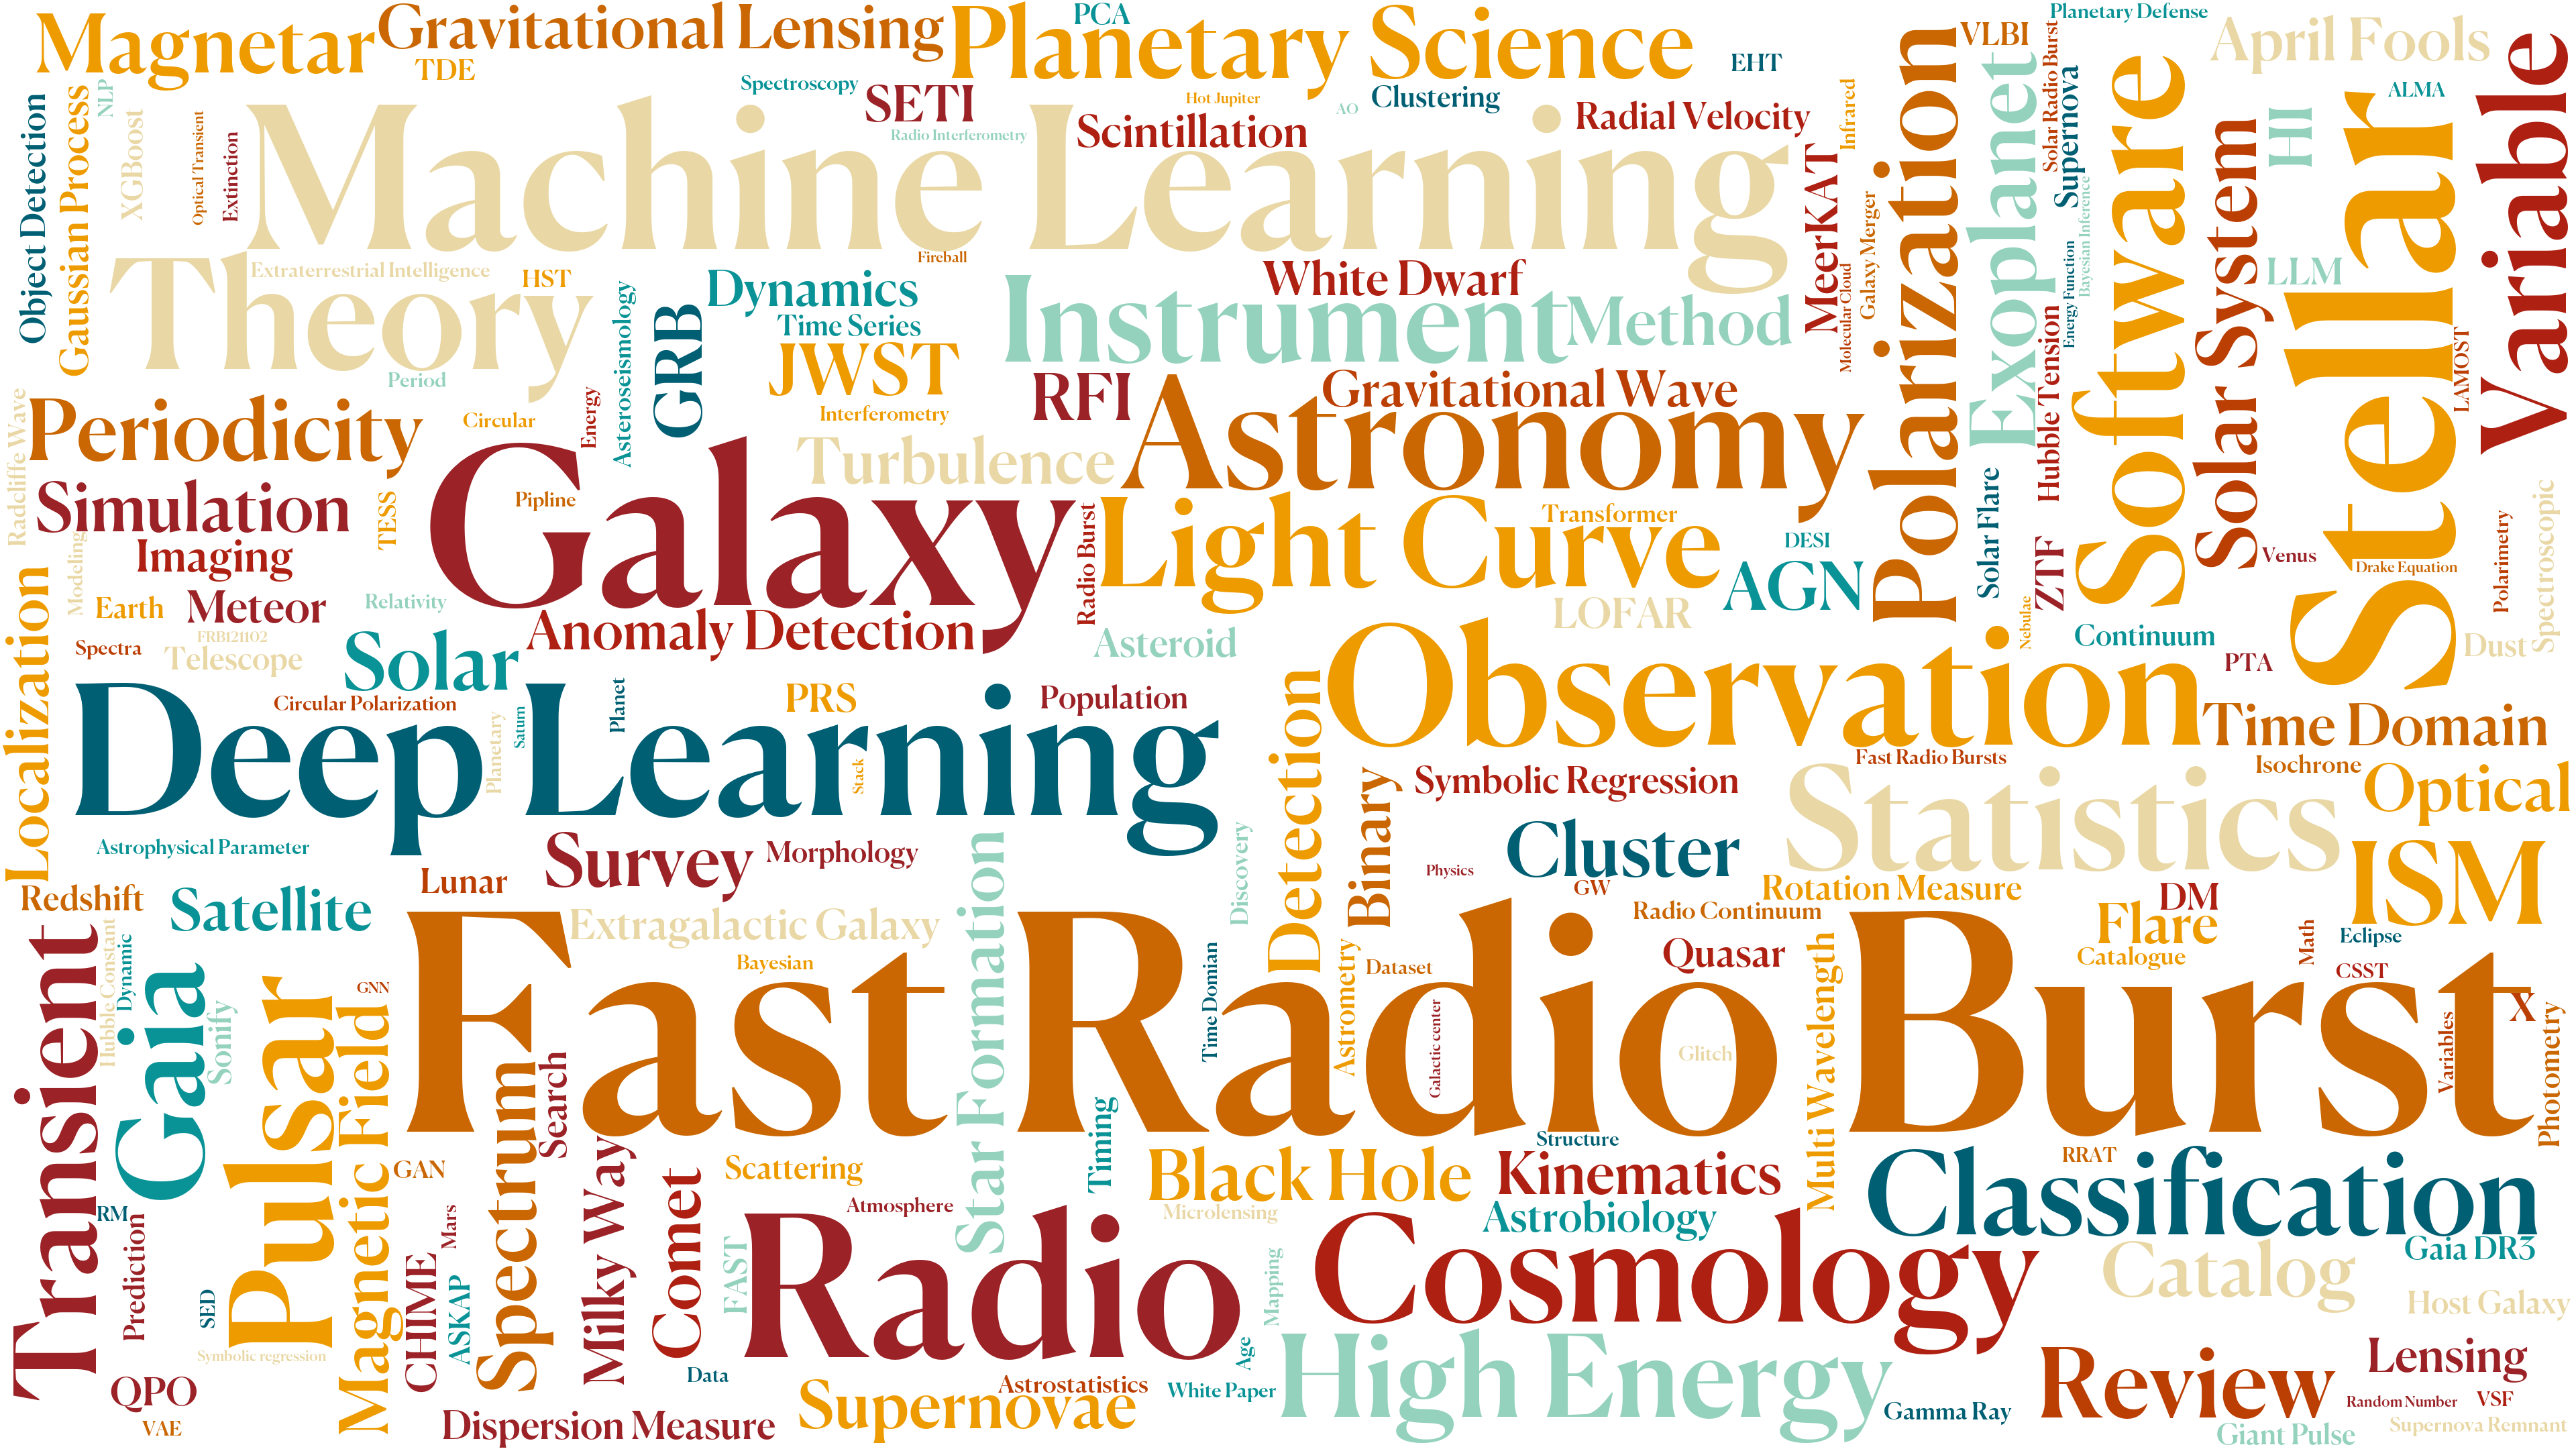 Magnetar
Gravitational Lensing
Planetary Science
PCA
TDE
Spectroscopy
SETI
Hot Jupiter
AO
Clustering
EHT
Radio Interferometry
Scintillation
Radial Velocity
Infrared
VLBI
Planetary Defense
Solar Radio Burst
April Fools
ALMA
Variable
Object Detection
Gaussian Process
NLP
XGBoost
Optical Transient
Extinction
Machine Learning
Polarization
Exoplanet
Supernova
Bayesian Inference
Energy Function
Software
Solar System
HI
LLM
Stellar
LAMOST
MeerKAT
Galaxy Merger
Molecular Cloud
Fireball
Theory
Extraterrestrial Intelligence
HST
Period
Asteroseismology
GRB
Dynamics
Time Series
JWST
Interferometry
White Dwarf
Instrument
Method
RFI
Gravitational Wave
Astronomy
Hubble Tension
Radcliffe Wave
Periodicity
Circular
Energy
Turbulence
Simulation
TESS
Pipline
Galaxy
Radio Burst
Light Curve
Transformer
DESI
AGN
Solar Flare
ZTF
Venus
Drake Equation
Polarimetry
Spectroscopic
Imaging
Modeling
Earth
Meteor
Relativity
Localization
Spectra
FRB121102
Telescope
Solar
Anomaly Detection
Asteroid
LOFAR
Nebulae
Continuum
PTA
Dust
Circular Polarization
Planetary
Saturn
Planet
PRS
Population
Deep Learning
Stack
Detection
Observation
Time Domain
Fast Radio Bursts
Isochrone
Optical
Binary
Symbolic Regression
Statistics
Astrophysical Parameter
Survey
Morphology
Discovery
Physics
Cluster
GW
Rotation Measure
DM
ISM
Redshift
Satellite
Lunar
Extragalactic Galaxy
Star Formation
Radio Continuum
Flare
Catalogue
Math
Eclipse
CSST
X
Transient
Hubble Constant
Dynamic
Gaia
Sonify
Pulsar
GNN
Magnetic Field
Bayesian
Fast Radio Burst
Time Domian
Astrometry
Dataset
Galactic center
Quasar
Glitch
Multi Wavelength
Variables
Photometry
Search
Spectrum
GAN
Milky Way
Comet
Scattering
Timing
Black Hole
Structure
Kinematics
RRAT
Classification
RM
Prediction
Mars
CHIME
ASKAP
FAST
Atmosphere
Radio
Microlensing
Astrobiology
Mapping
Cosmology
Catalog
Gaia DR3
Host Galaxy
SED
Symbolic regression
QPO
VAE
Data
Age
Dispersion Measure
Supernovae
Astrostatistics
White Paper
High Energy
Gamma Ray
Review
Lensing
Random Number
VSF
Giant Pulse
Supernova Remnant